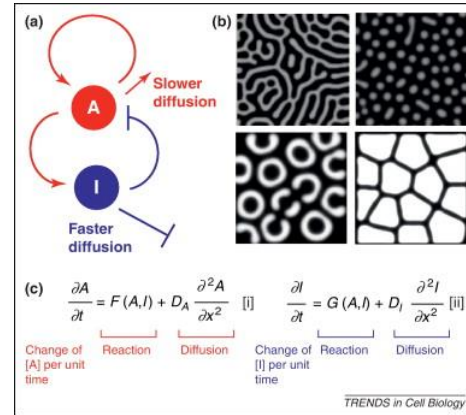 (a)
A
Slower
diffusion
I
Faster
diffusion
(b)
(c) ∂A/∂t = F (A,I) + D_A ∂²A/∂x² [i]
Change of
[A] per unit
time
Reaction
Diffusion
∂I/∂t = G (A,I) + D_I ∂²I/∂x² [ii]
Change of
[I] per unit
time
Reaction
Diffusion
TRENDS in Cell Biology